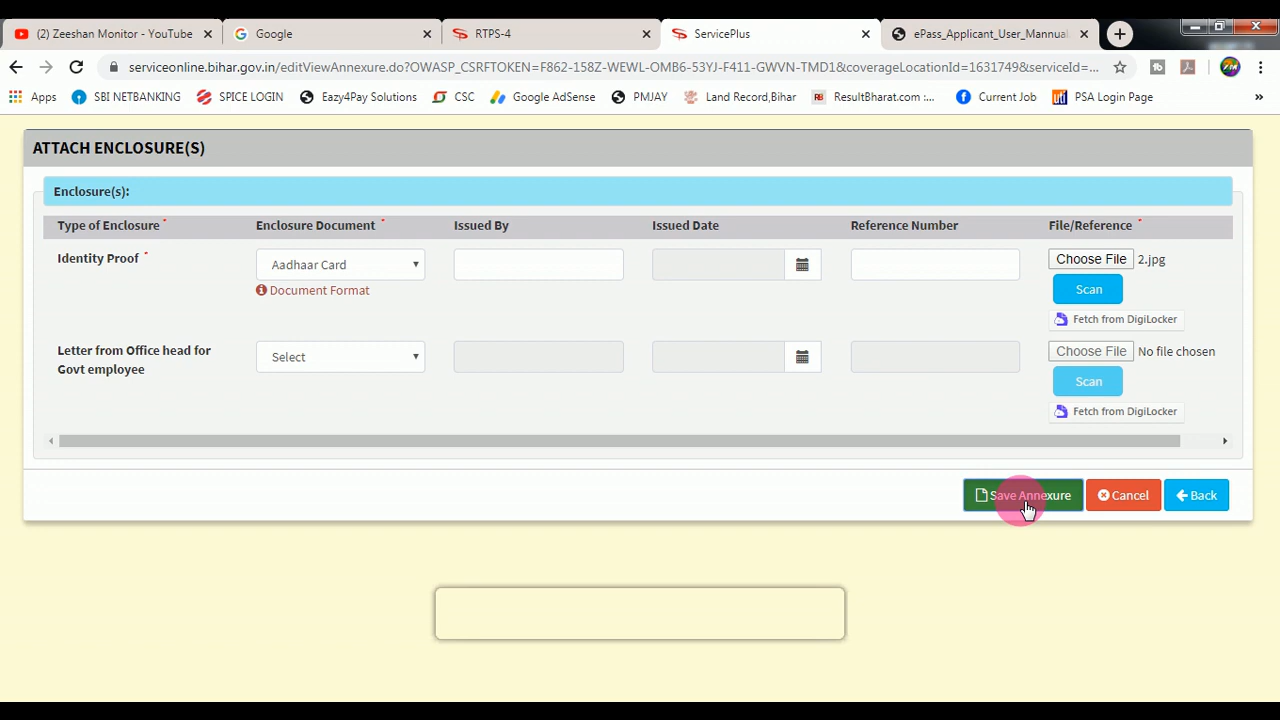 (2) Zeeshan Monitor - YouTube
Google
RTPS-4
ServicePlus
ePass_Applicant_User_Mannual
serviceonline.bihar.gov.in/editViewAnnexure.do?OWASP_CSRFTOKEN=F862-158Z-WEWL-OMB6-53YJ-F411-GWVN-TMD1&coverageLocationId=1631749&serviceId=...
Apps SBI NETBANKING SPICE LOGIN Eazy4Pay Solutions CSC Google AdSense PMJAY Land Record,Bihar ResultBharat.com :... Current Job PSA Login Page »
ATTACH ENCLOSURE(S)
Enclosure(s):
Type of Enclosure * Enclosure Document * Issued By Issued Date Reference Number File/Reference *
Identity Proof * Aadhaar Card Choose File 2.jpg
Document Format Scan
Fetch from DigiLocker
Letter from Office head for Select Choose File No file chosen
Govt employee
Scan
Fetch from DigiLocker
Save Annexure Cancel Back